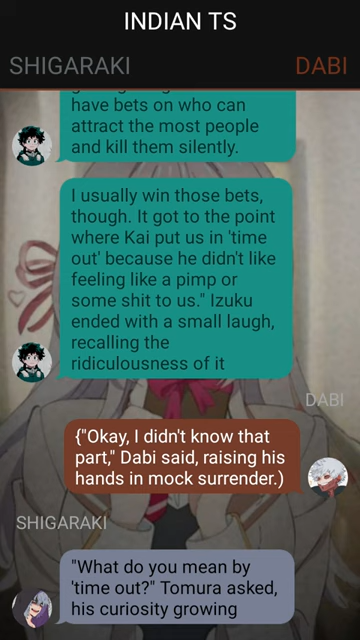 INDIAN TS
SHIGARAKI DABI
have bets on who can
attract the most people
and kill them silently.
I usually win those bets,
though. It got to the point
where Kai put us in 'time
out' because he didn't like
feeling like a pimp or
some shit to us." Izuku
ended with a small laugh,
recalling the
ridiculousness of it
DABI
{"Okay, I didn't know that
part," Dabi said, raising his
hands in mock surrender.)
SHIGARAKI
"What do you mean by
'time out?" Tomura asked,
his curiosity growing